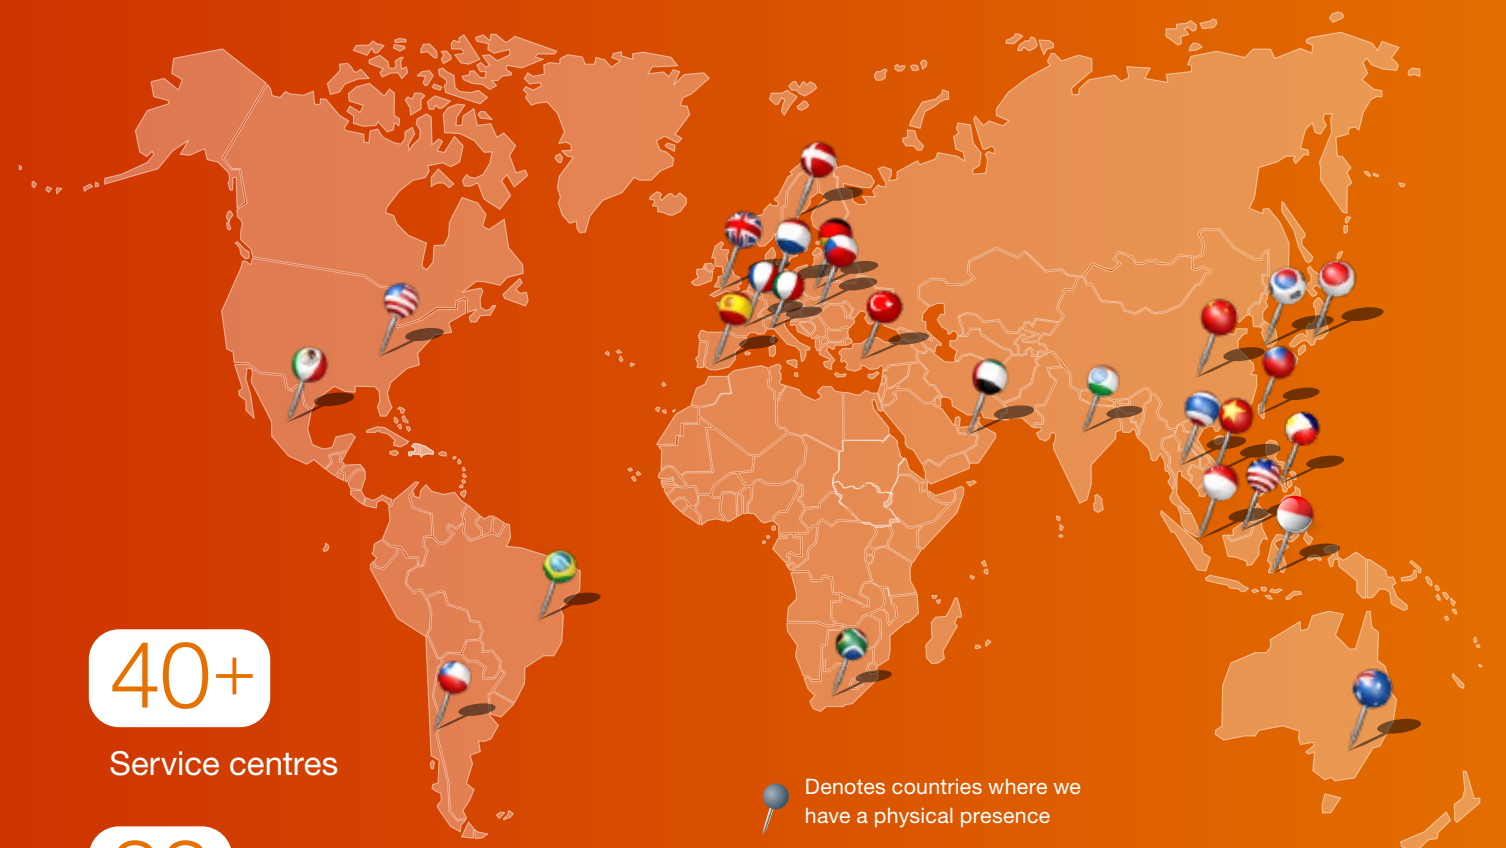 40+
Service centres
Denotes countries where we
have a physical presence